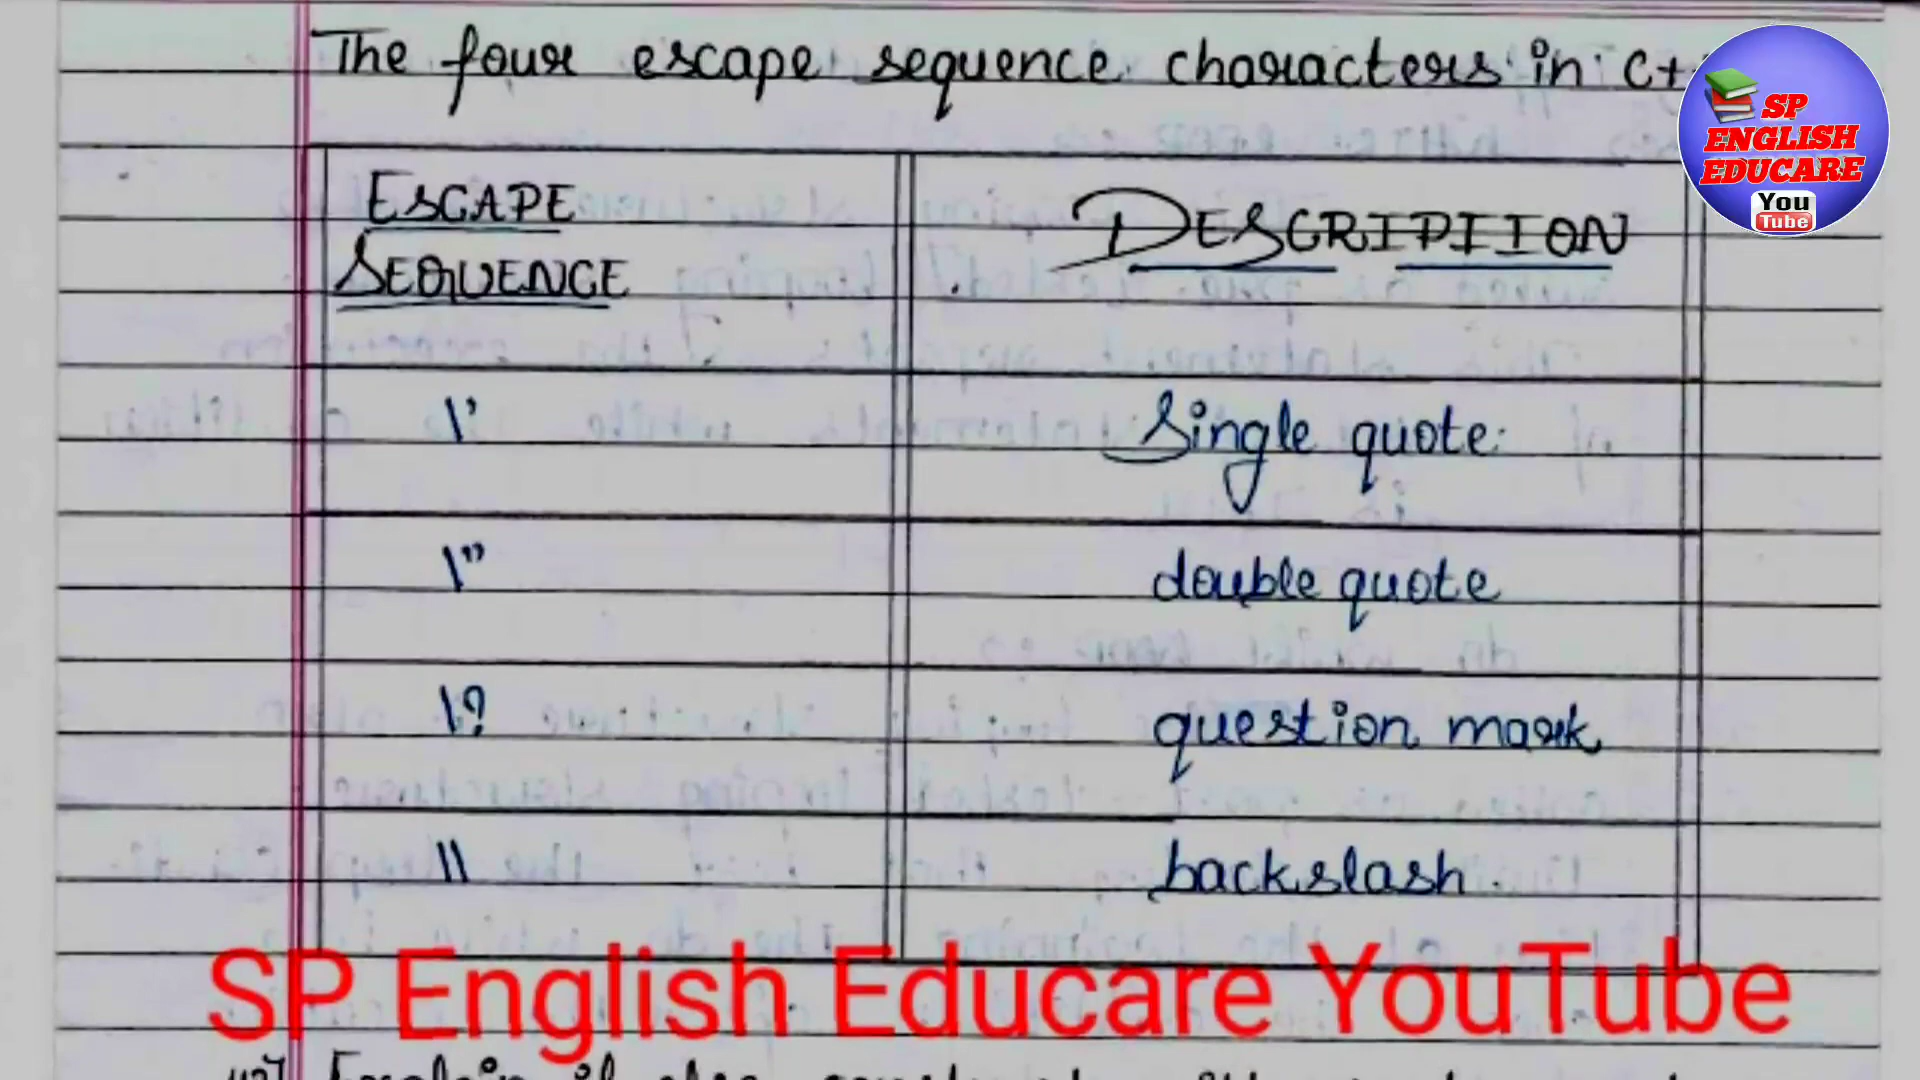 The four escape sequence characters in C+
SP
ENGLISH
EDUCARE
You
Tube
ESCAPE
SEQUENCE
DESCRIPTION
\' single quote.
\" double quote
\? question mark
\\ backslash.
SP English Educare YouTube